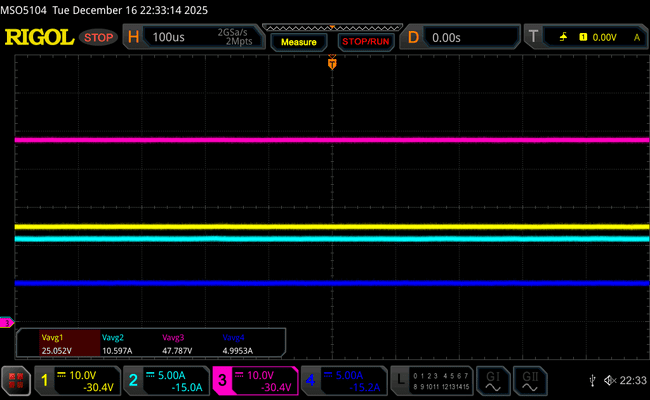 MSO5104 Tue December 16 22:33:14 2025
RIGOL STOP H 100us 2GSa/s 2Mpts Measure STOP/RUN D 0.00s T 1 0.00V A
T
3
Vavg1 Vavg2 Vavg3 Vavg4
25.052V 10.597A 47.787V 4.9953A
1 10.0V -30.4V 2 5.00A -15.0A 3 10.0V -30.4V 4 5.00A -15.2A L 0 1 2 3 4 5 6 7 8 9 10 11 12 13 14 15 GI GII 22:33